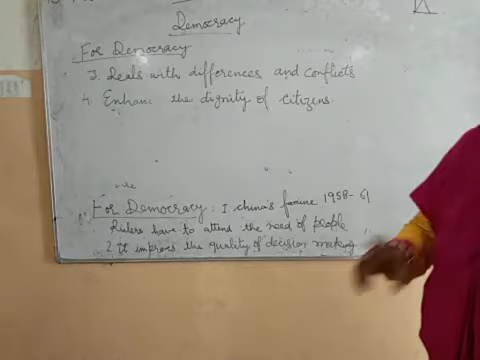 Democracy
For Democracy
3. Deals with differences and conflicts
4. Enhance the dignity of citizens.
For Democracy : 1 china's famine 1958-61
Rulers have to attend the need of people
2. It improves the quality of decision making